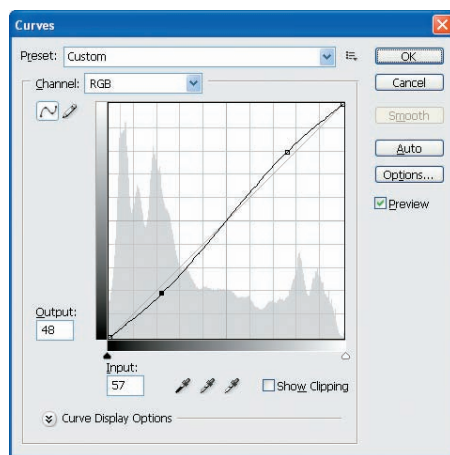 Curves
Preset: Custom
OK
Channel: RGB
Cancel
Smooth
Auto
Options...
Preview
Output:
48
Input:
57
Show Clipping
Curve Display Options